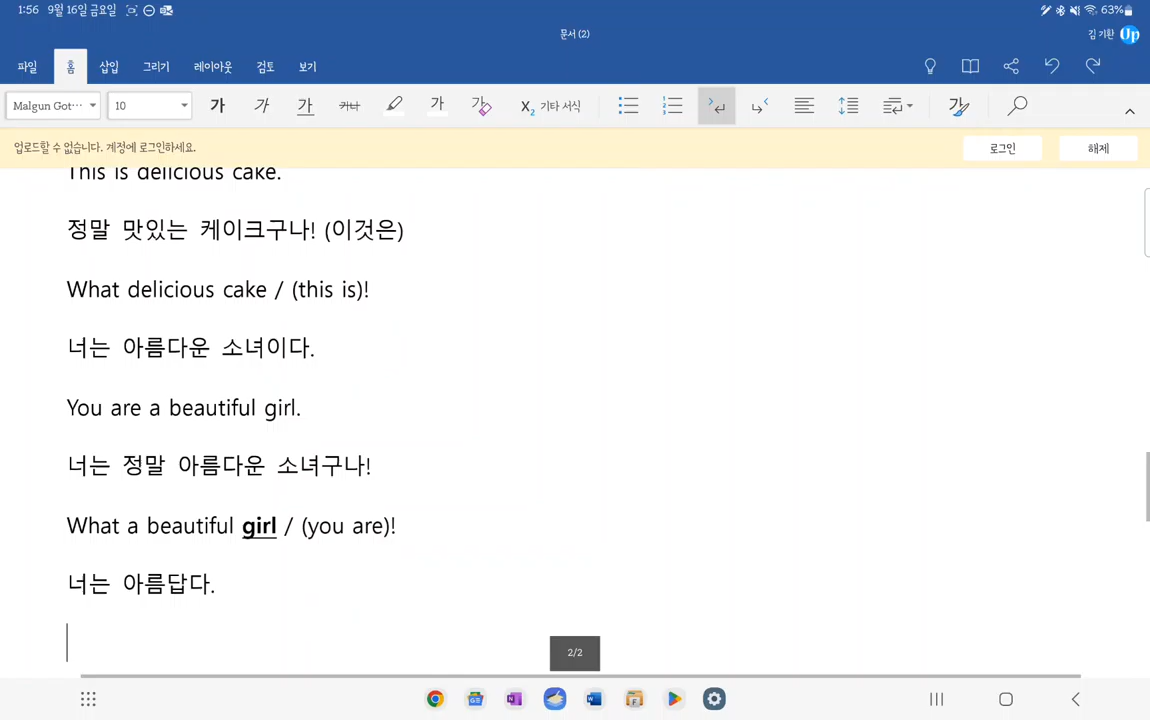 1:56 9월 16일 금요일 63%
문서 (2)
김 기환 Up
파일 홈 삽입 그리기 레이아웃 검토 보기
Malgun Got··· 10 가 가 가 가나 가 가 X₂ 기타 서식 가
업로드할 수 없습니다. 계정에 로그인하세요. 로그인 해제
This is delicious cake.
정말 맛있는 케이크구나! (이것은)
What delicious cake / (this is)!
너는 아름다운 소녀이다.
You are a beautiful girl.
너는 정말 아름다운 소녀구나!
What a beautiful girl / (you are)!
너는 아름답다.
2/2